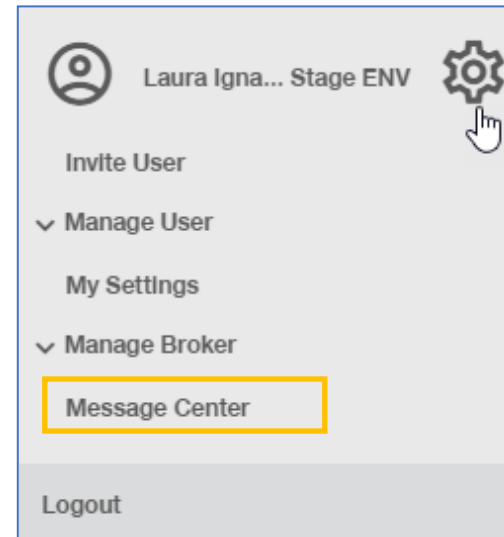 Laura Igna... Stage ENV
Invite User
Manage User
My Settings
Manage Broker
Message Center
Logout